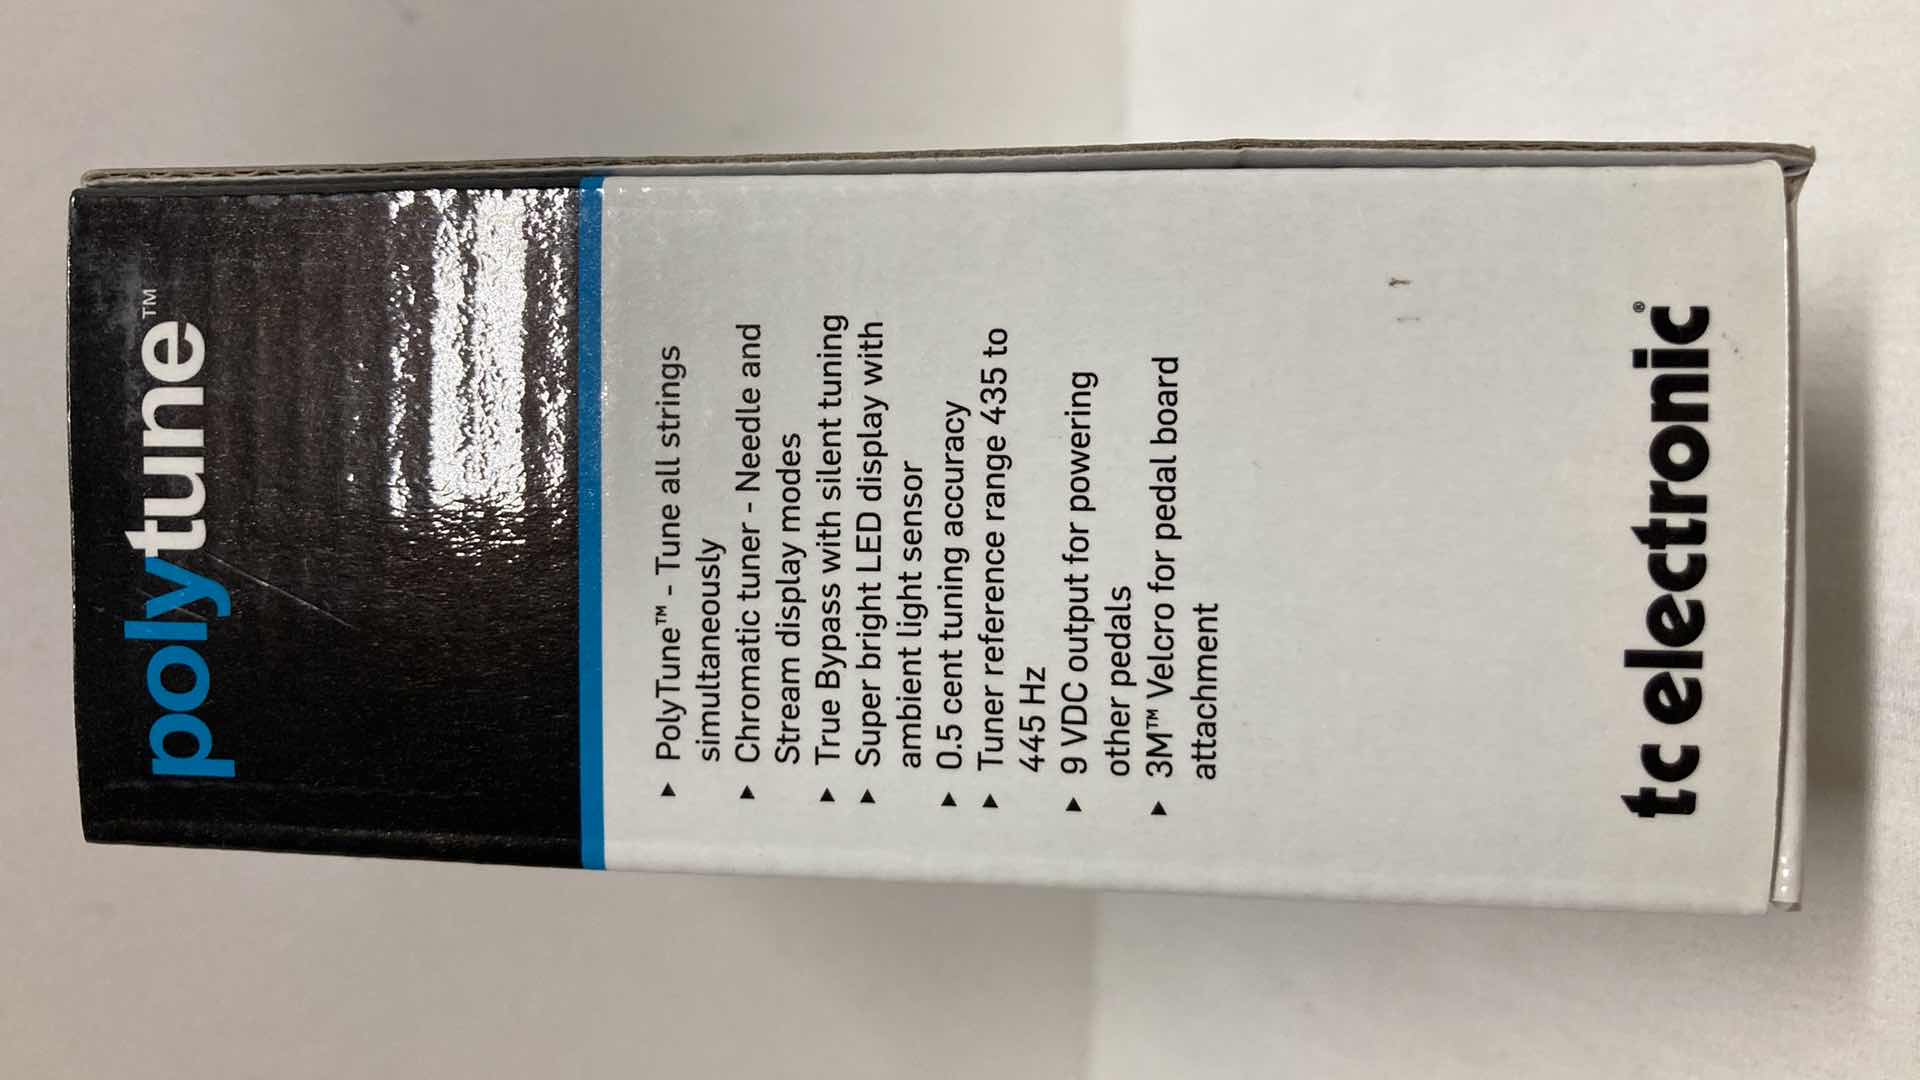 polytune™
▶ PolyTune™ - Tune all strings
simultaneously
▶ Chromatic tuner - Needle and
Stream display modes
▶ True Bypass with silent tuning
▶ Super bright LED display with
ambient light sensor
▶ 0.5 cent tuning accuracy
▶ Tuner reference range 435 to
445 Hz
▶ 9 VDC output for powering
other pedals
▶ 3M™ Velcro for pedal board
attachment
tc electronic®